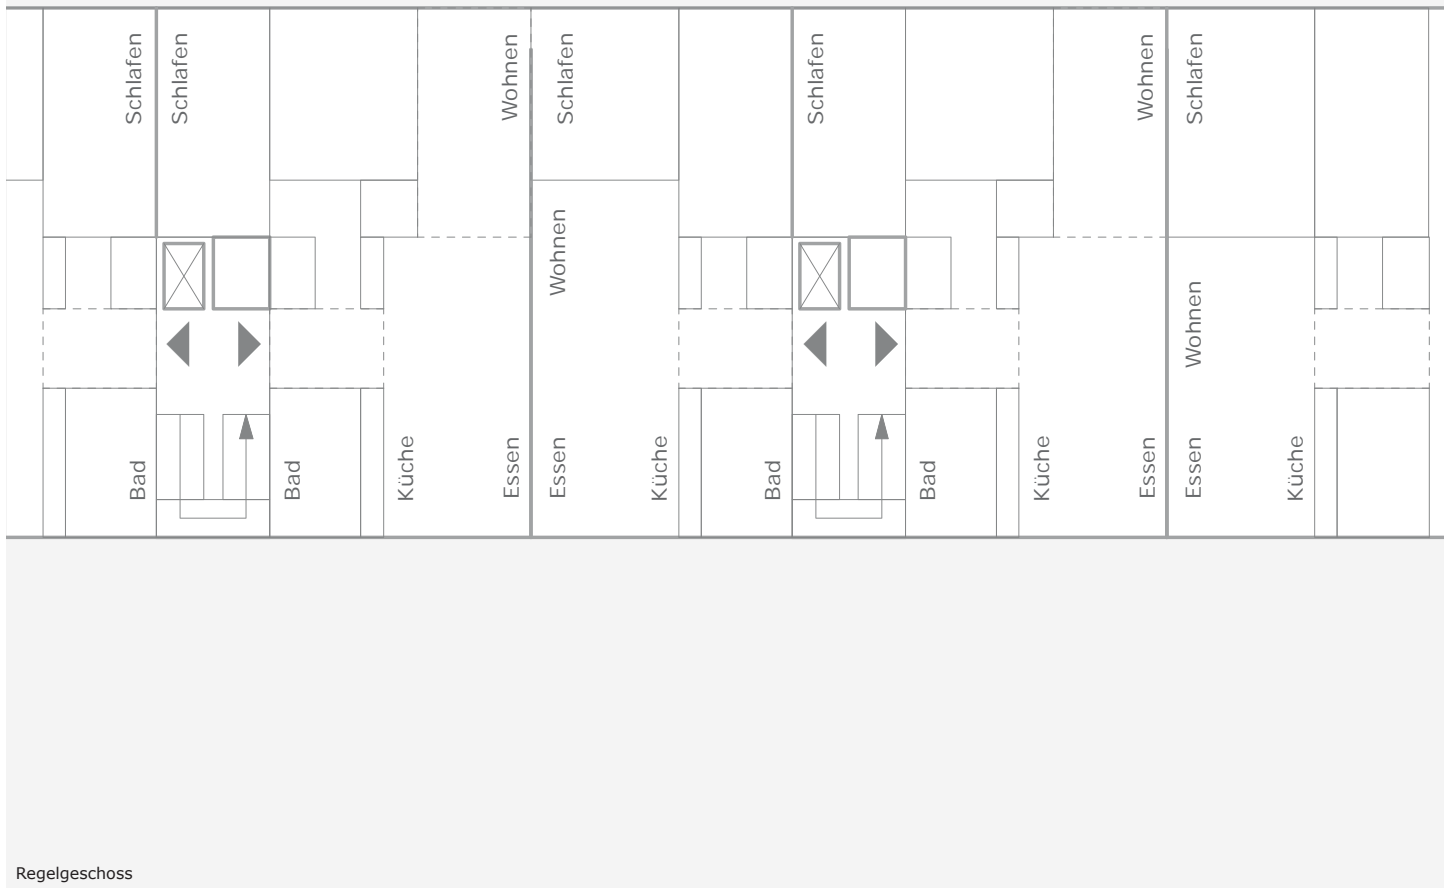 Schlafen
Schlafen
Wohnen
Schlafen
Schlafen
Wohnen
Schlafen
Wohnen
Wohnen
Bad
Bad
Küche
Essen
Essen
Küche
Bad
Bad
Küche
Essen
Essen
Küche
Regelgeschoss